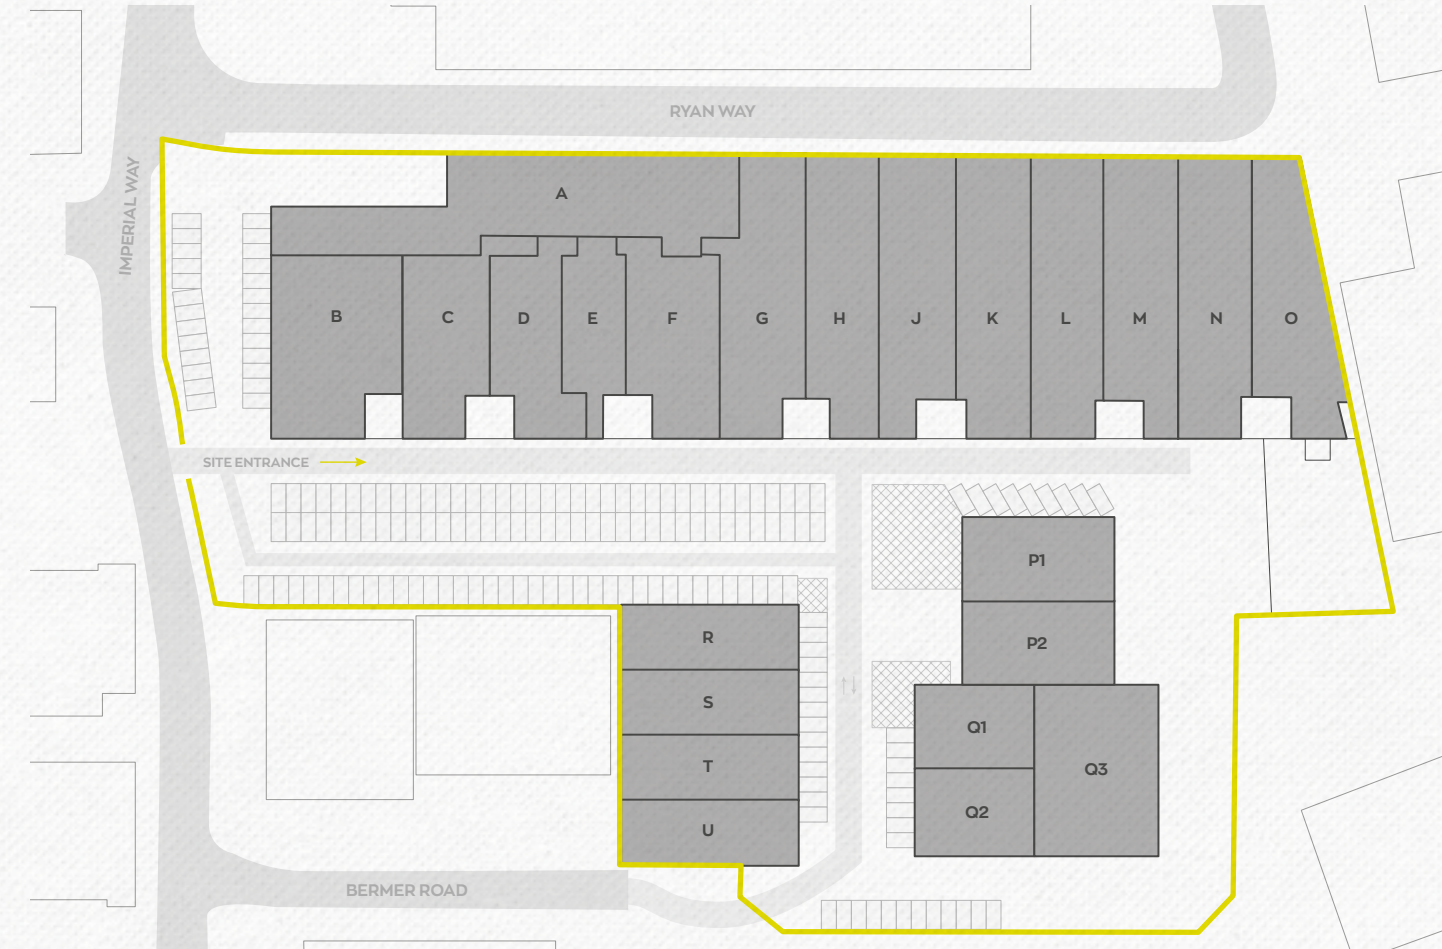 RYAN WAY
IMPERIAL WAY
A
B
C
D
E
F
G
H
J
K
L
M
N
O
SITE ENTRANCE
P1
P2
R
S
T
U
Q1
Q2
Q3
BERMER ROAD